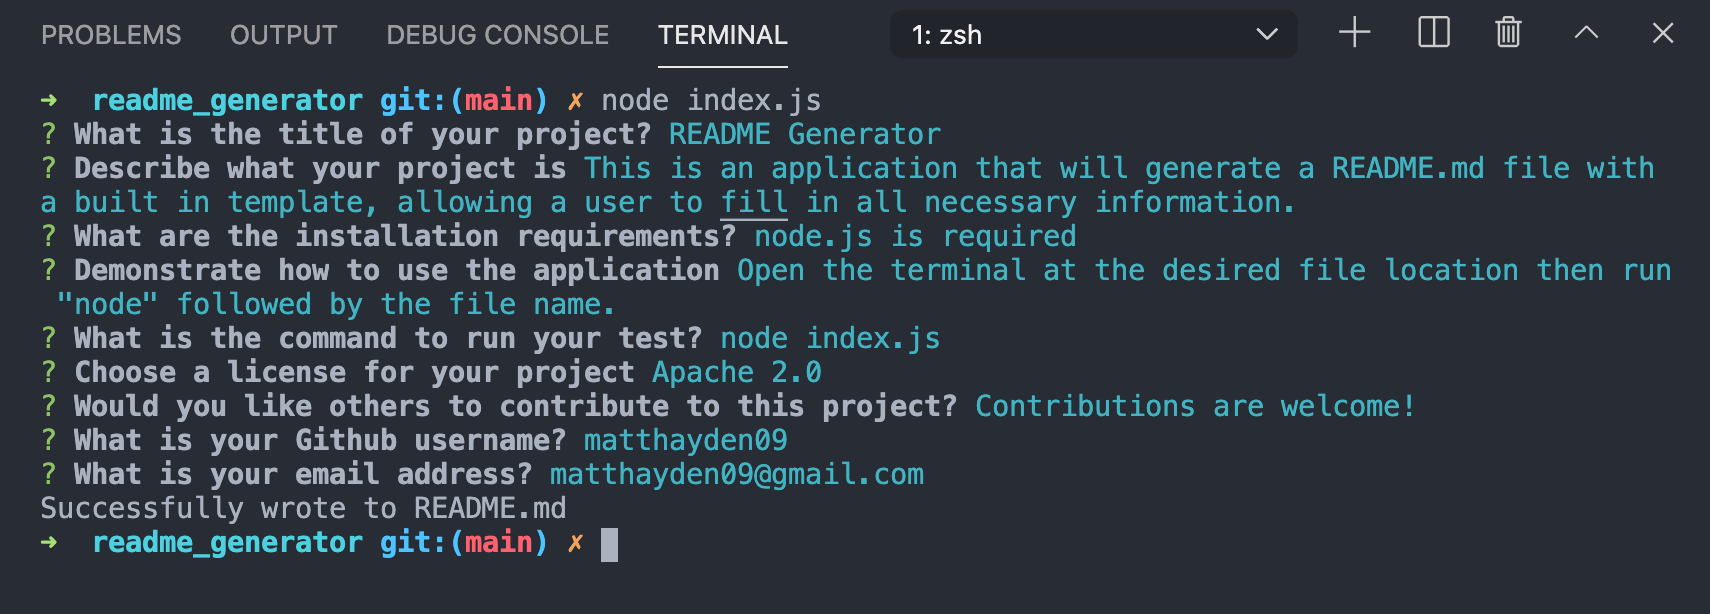 PROBLEMS OUTPUT DEBUG CONSOLE TERMINAL 1: zsh
➜ readme_generator git:(main) ✗ node index.js
? What is the title of your project? README Generator
? Describe what your project is This is an application that will generate a README.md file with
a built in template, allowing a user to fill in all necessary information.
? What are the installation requirements? node.js is required
? Demonstrate how to use the application Open the terminal at the desired file location then run
"node" followed by the file name.
? What is the command to run your test? node index.js
? Choose a license for your project Apache 2.0
? Would you like others to contribute to this project? Contributions are welcome!
? What is your Github username? matthayden09
? What is your email address? matthayden09@gmail.com
Successfully wrote to README.md
➜ readme_generator git:(main) ✗